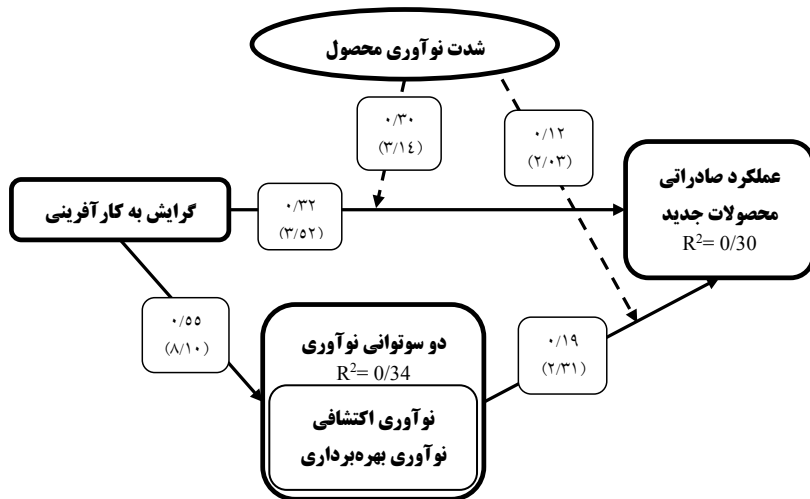 شدت نوآوری محصول
۰/۳۰
(۳/۱٤)
۰/۱۲
(۲/۰۳)
عملکرد صادراتی
محصولات جدید
R²= 0/30
گرایش به کارآفرینی
۰/۳۲
(۳/۵۲)
۰/۵۵
(۸/۱۰)
دو سوتوانی نوآوری
R²= 0/34
نوآوری اکتشافی
نوآوری بهره‌برداری
۰/۱۹
(۲/۳۱)